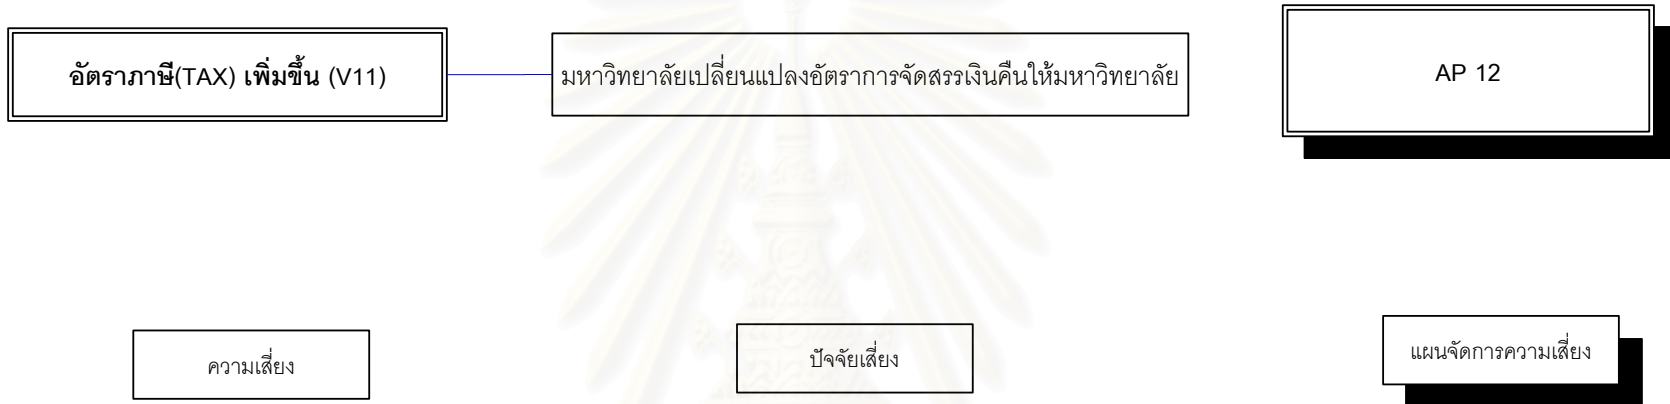 อัตราภาษี(TAX) เพิ่มขึ้น (V11)
มหาวิทยาลัยเปลี่ยนแปลงอัตราการจัดสรรเงินคืนให้มหาวิทยาลัย
AP 12
ความเสี่ยง
ปัจจัยเสี่ยง
แผนจัดการความเสี่ยง